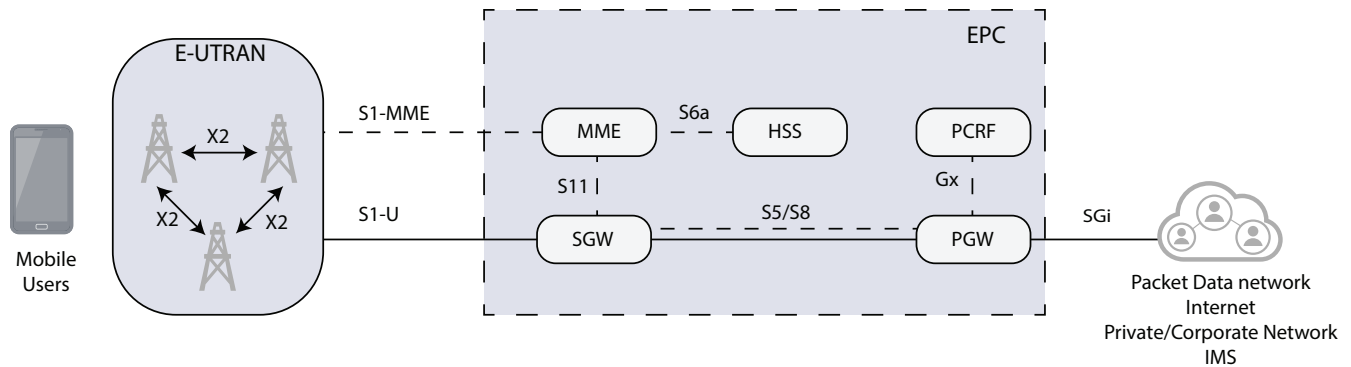 EPC
E-UTRAN
S1-MME
S6a
MME
HSS
PCRF
X2
S11
Gx
X2
X2
S1-U
S5/S8
SGi
SGW
PGW
Mobile
Users
Packet Data network
Internet
Private/Corporate Network
IMS